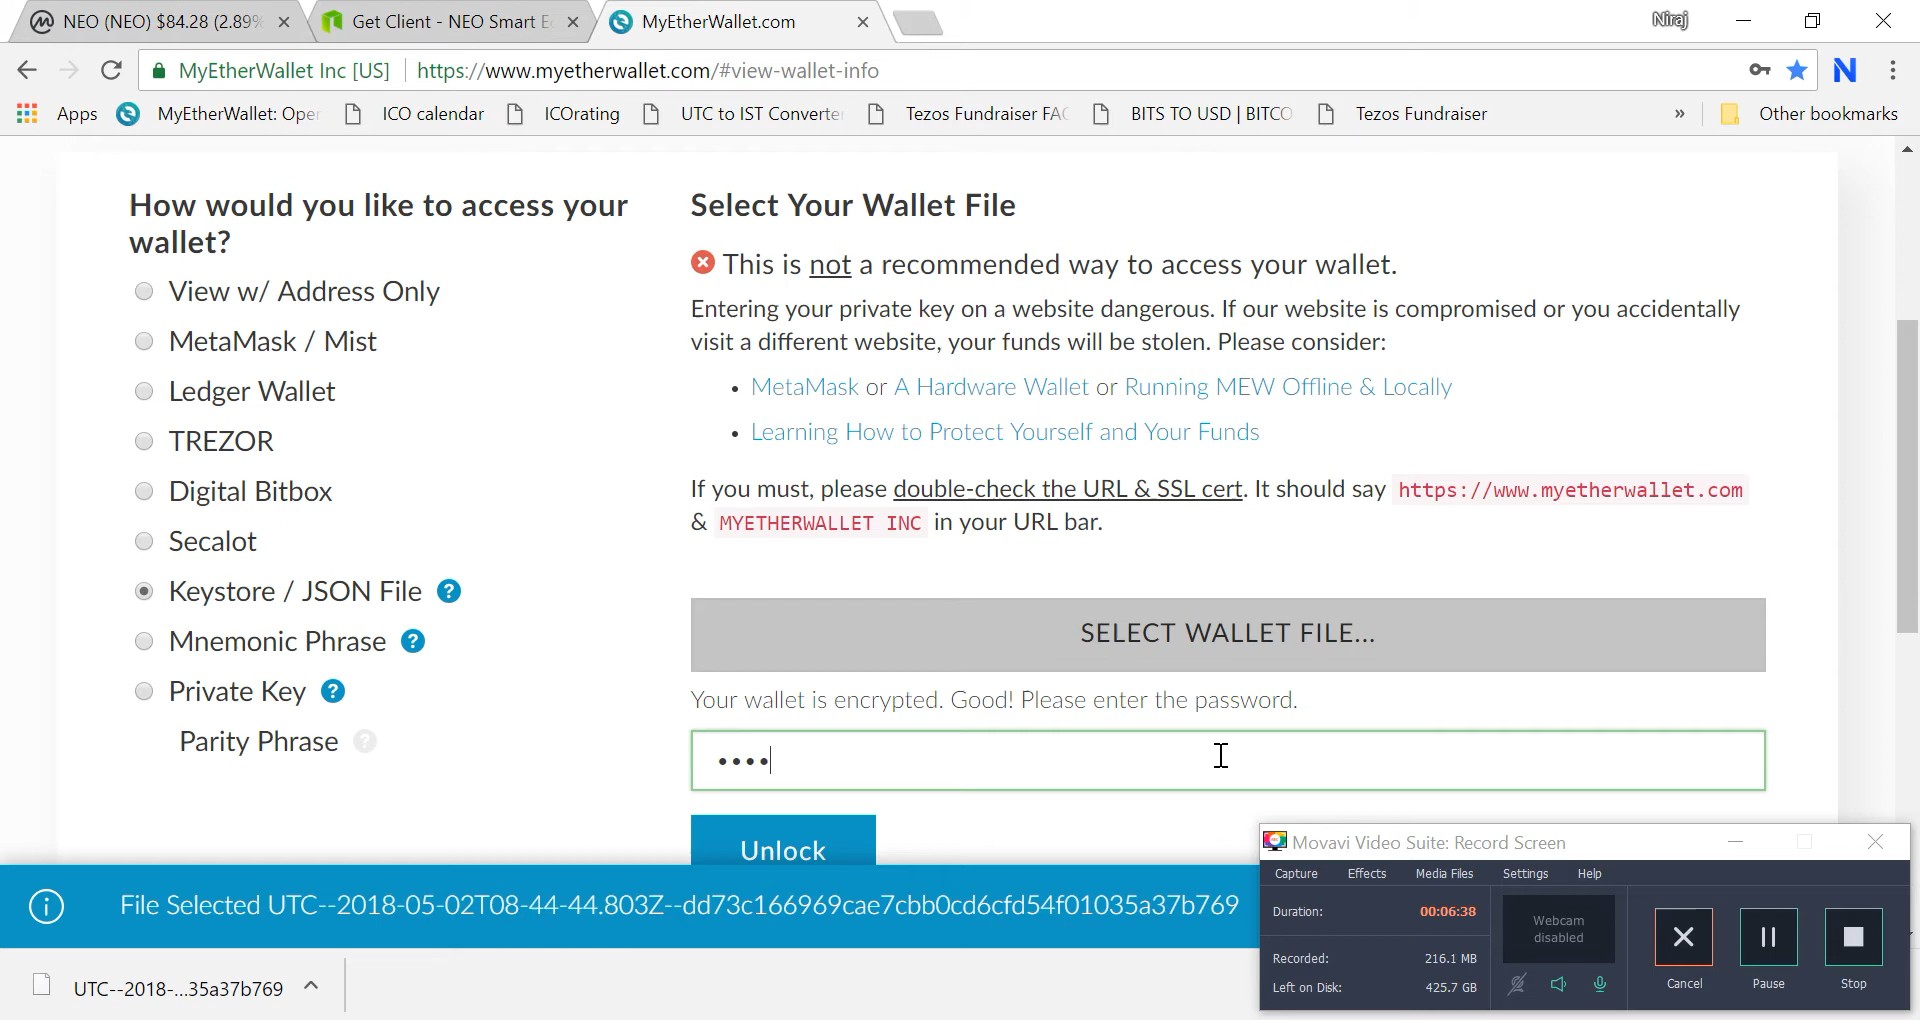 NEO (NEO) $84.28 (2.89%
Get Client - NEO Smart Ec
MyEtherWallet.com
Niraj
MyEtherWallet Inc [US]
https://www.myetherwallet.com/#view-wallet-info
Apps
MyEtherWallet: Oper
ICO calendar
ICOrating
UTC to IST Converte
Tezos Fundraiser FAC
BITS TO USD | BITCO
Tezos Fundraiser
»
Other bookmarks
How would you like to access your
wallet?
View w/ Address Only
MetaMask / Mist
Ledger Wallet
TREZOR
Digital Bitbox
Secalot
Keystore / JSON File ?
Mnemonic Phrase ?
Private Key ?
Parity Phrase ?
Select Your Wallet File
This is not a recommended way to access your wallet.
Entering your private key on a website dangerous. If our website is compromised or you accidentally
visit a different website, your funds will be stolen. Please consider:
• MetaMask or A Hardware Wallet or Running MEW Offline & Locally
• Learning How to Protect Yourself and Your Funds
If you must, please double-check the URL & SSL cert. It should say https://www.myetherwallet.com
& MYETHERWALLET INC in your URL bar.
SELECT WALLET FILE...
Your wallet is encrypted. Good! Please enter the password.
••••
Unlock
File Selected UTC--2018-05-02T08-44-44.803Z--dd73c166969cae7cbb0cd6cfd54f01035a37b769
UTC--2018-...35a37b769
Movavi Video Suite: Record Screen
Capture Effects Media Files Settings Help
Duration: 00:06:38
Recorded: 216.1 MB
Left on Disk: 425.7 GB
Webcam
disabled
Cancel
Pause
Stop